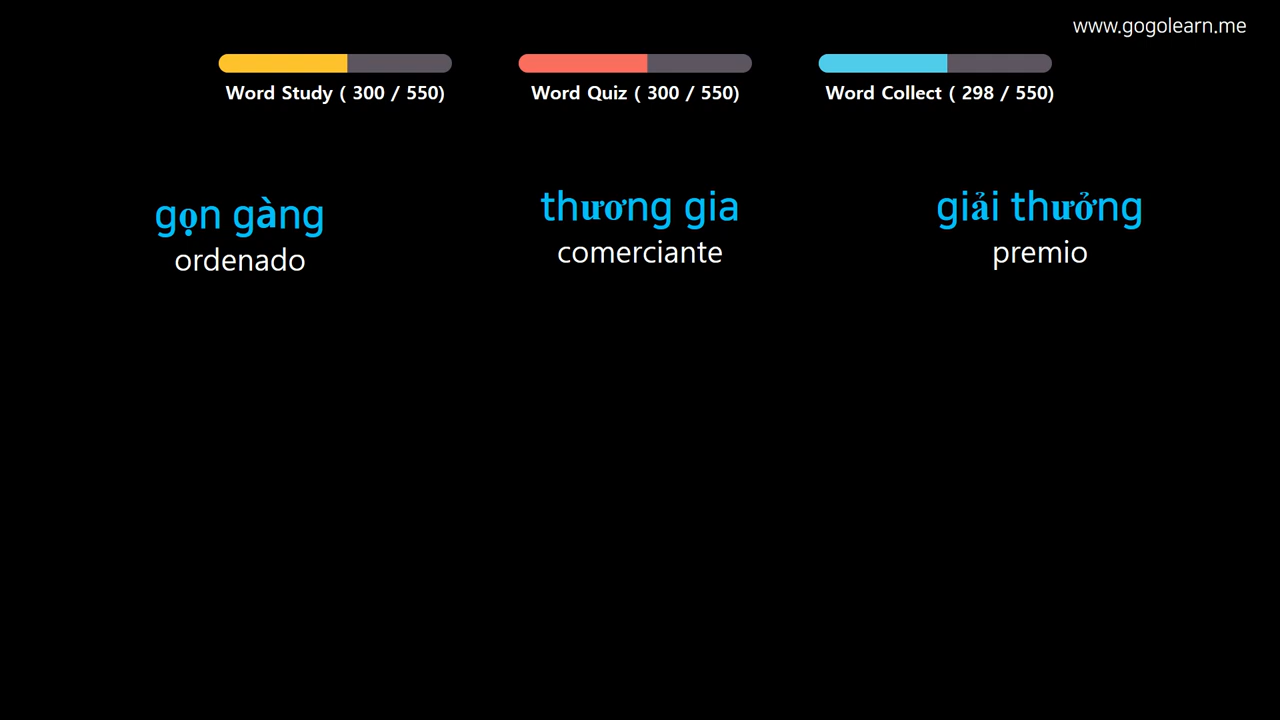 www.gogolearn.me
Word Study ( 300 / 550)
Word Quiz ( 300 / 550)
Word Collect ( 298 / 550)
gọn gàng
ordenado
thương gia
comerciante
giải thưởng
premio